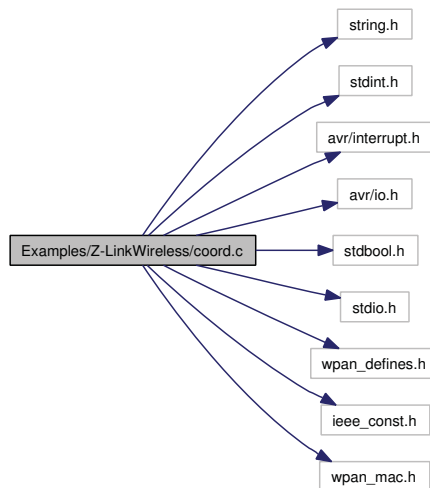 string.h
stdint.h
avr/interrupt.h
avr/io.h
Examples/Z-LinkWireless/coord.c
stdbool.h
stdio.h
wpan_defines.h
ieee_const.h
wpan_mac.h